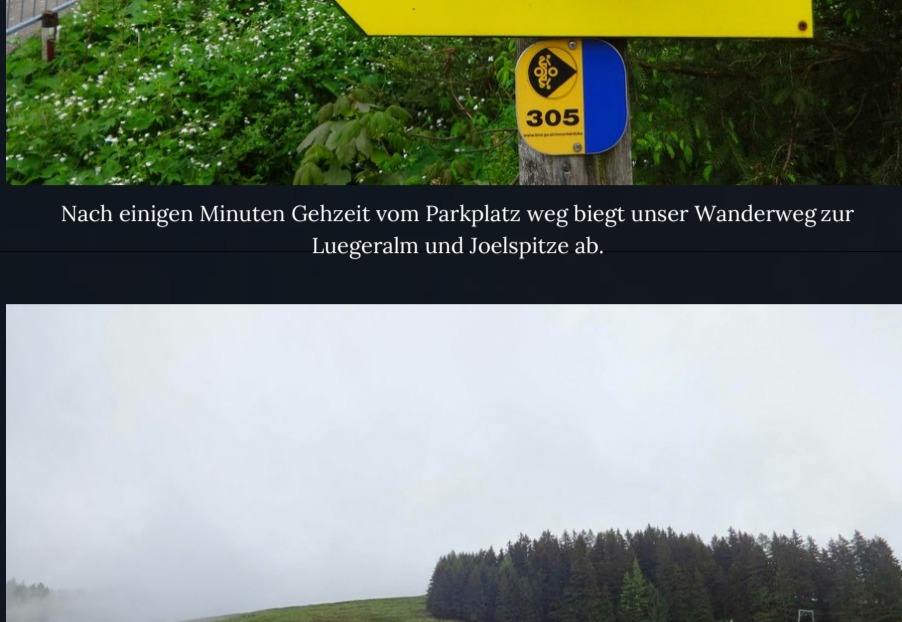 305
Nach einigen Minuten Gehzeit vom Parkplatz weg biegt unser Wanderweg zur
Luegeralm und Joelspitze ab.